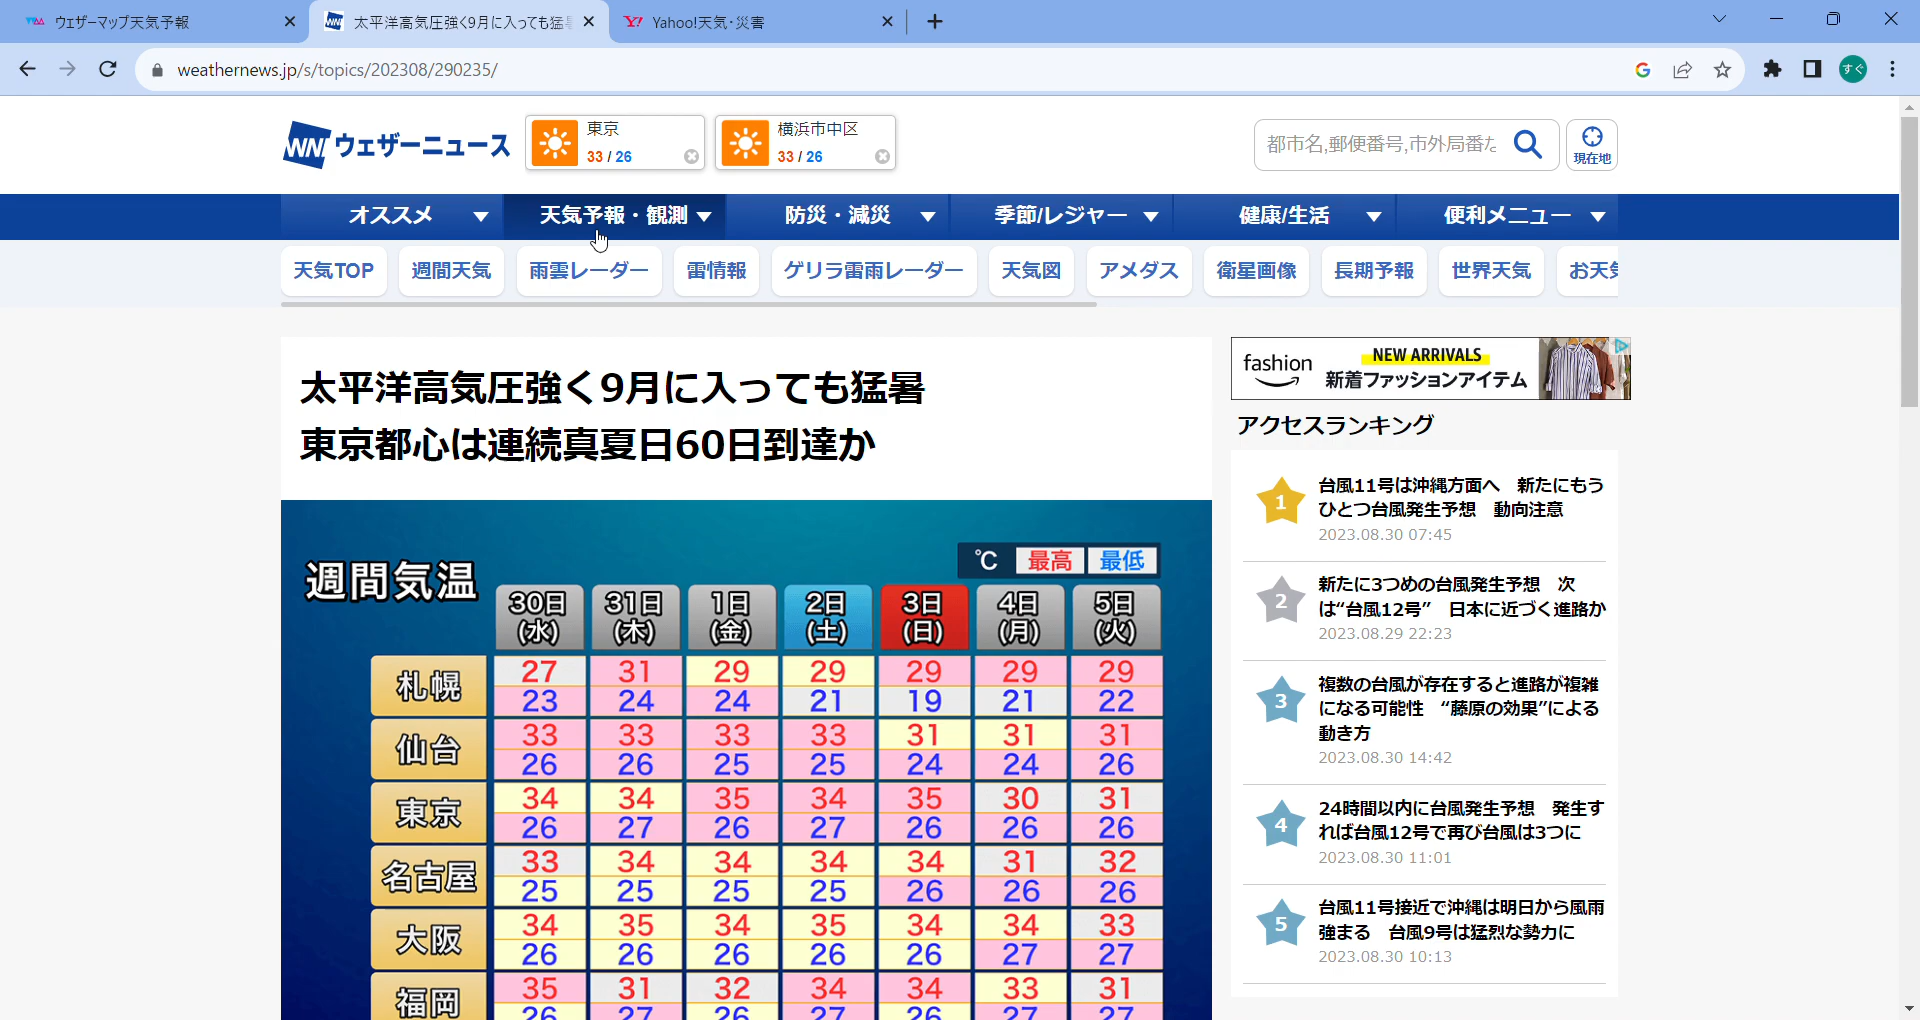 ウェザーマップ天気予報
太平洋高気圧強く9月に入っても猛
Yahoo!天気・災害
weathernews.jp/s/topics/202308/290235/
すぐ
WN ウェザーニュース
東京
33 / 26
横浜市中区
33 / 26
都市名,郵便番号,市外局番な
現在地
オススメ ▼
天気予報・観測 ▼
防災・減災 ▼
季節/レジャー ▼
健康/生活 ▼
便利メニュー ▼
天気TOP
週間天気
雨雲レーダー
雷情報
ゲリラ雷雨レーダー
天気図
アメダス
衛星画像
長期予報
世界天気
お天気
太平洋高気圧強く9月に入っても猛暑
東京都心は連続真夏日60日到達か
週間気温
℃ 最高 最低
30日(水) 31日(木) 1日(金) 2日(土) 3日(日) 4日(月) 5日(火)
札幌 27 31 29 29 29 29 29
23 24 24 21 19 21 22
仙台 33 33 33 33 31 31 31
26 26 25 25 24 24 26
東京 34 34 35 34 35 30 31
26 27 26 27 26 26 26
名古屋 33 34 34 34 34 31 32
25 25 25 25 26 26 26
大阪 34 35 34 35 34 34 33
26 26 26 26 26 27 27
福岡 35 31 32 34 34 33 31
26 27 26 27 26 27 27
fashion
NEW ARRIVALS
新着ファッションアイテム
アクセスランキング
1
台風11号は沖縄方面へ 新たにもう
ひとつ台風発生予想 動向注意
2023.08.30 07:45
2
新たに3つめの台風発生予想 次
は“台風12号” 日本に近づく進路か
2023.08.29 22:23
3
複数の台風が存在すると進路が複雑
になる可能性 “藤原の効果”による
動き方
2023.08.30 14:42
4
24時間以内に台風発生予想 発生す
れば台風12号で再び台風は3つに
2023.08.30 11:01
5
台風11号接近で沖縄は明日から風雨
強まる 台風9号は猛烈な勢力に
2023.08.30 10:13